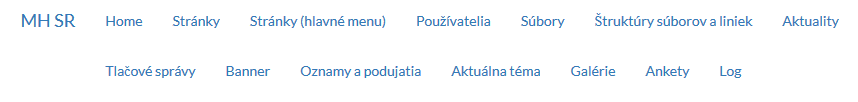 MH SR Home Stránky Stránky (hlavné menu) Používatelia Súbory Štruktúry súborov a liniek Aktuality
Tlačové správy Banner Oznamy a podujatia Aktuálna téma Galérie Ankety Log